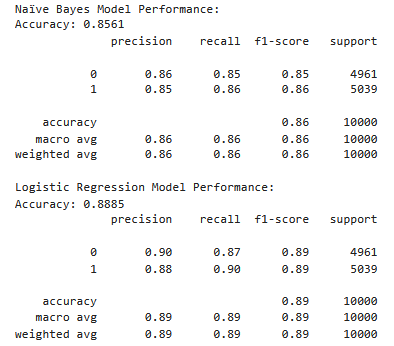 Naïve Bayes Model Performance:
Accuracy: 0.8561
precision recall f1-score support
0 0.86 0.85 0.85 4961
1 0.85 0.86 0.86 5039
accuracy 0.86 10000
macro avg 0.86 0.86 0.86 10000
weighted avg 0.86 0.86 0.86 10000
Logistic Regression Model Performance:
Accuracy: 0.8885
precision recall f1-score support
0 0.90 0.87 0.89 4961
1 0.88 0.90 0.89 5039
accuracy 0.89 10000
macro avg 0.89 0.89 0.89 10000
weighted avg 0.89 0.89 0.89 10000